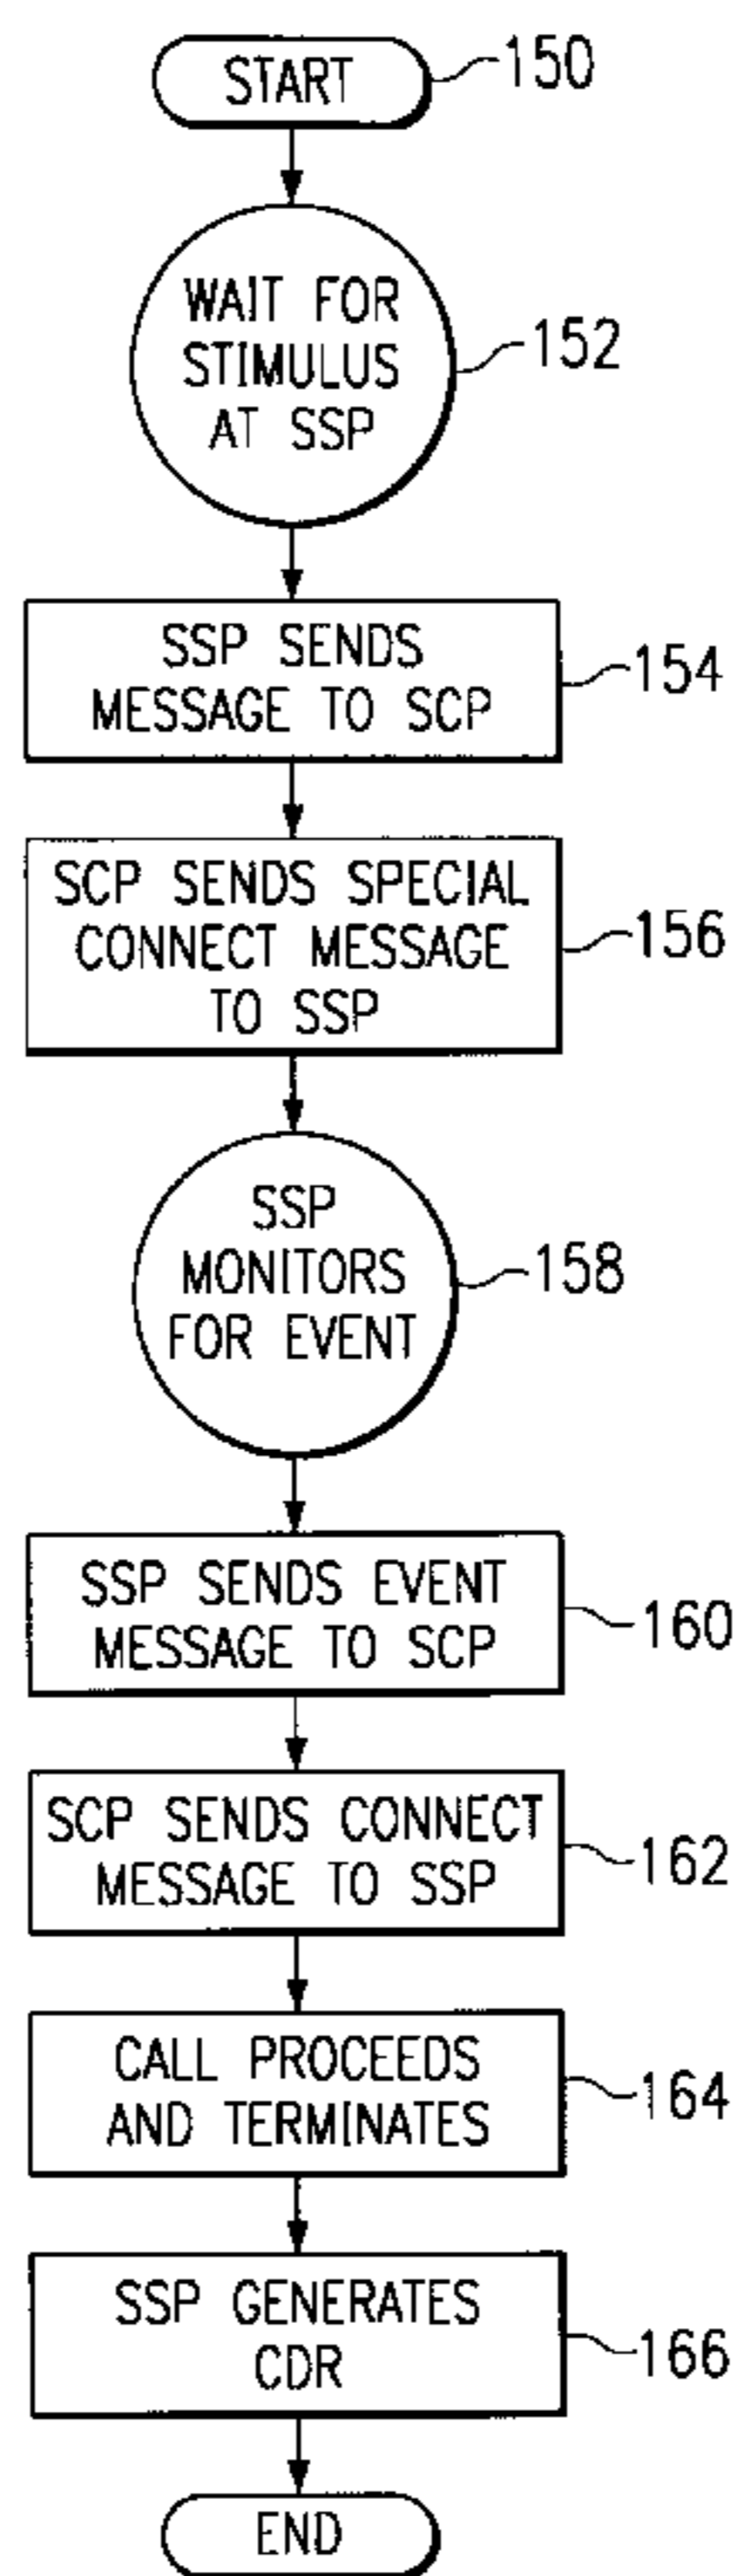 START
150
WAIT FOR
STIMULUS
AT SSP
152
SSP SENDS
MESSAGE TO SCP
154
SCP SENDS SPECIAL
CONNECT MESSAGE
TO SSP
156
SSP
MONITORS
FOR EVENT
158
SSP SENDS EVENT
MESSAGE TO SCP
160
SCP SENDS CONNECT
MESSAGE TO SSP
162
CALL PROCEEDS
AND TERMINATES
164
SSP GENERATES
CDR
166
END